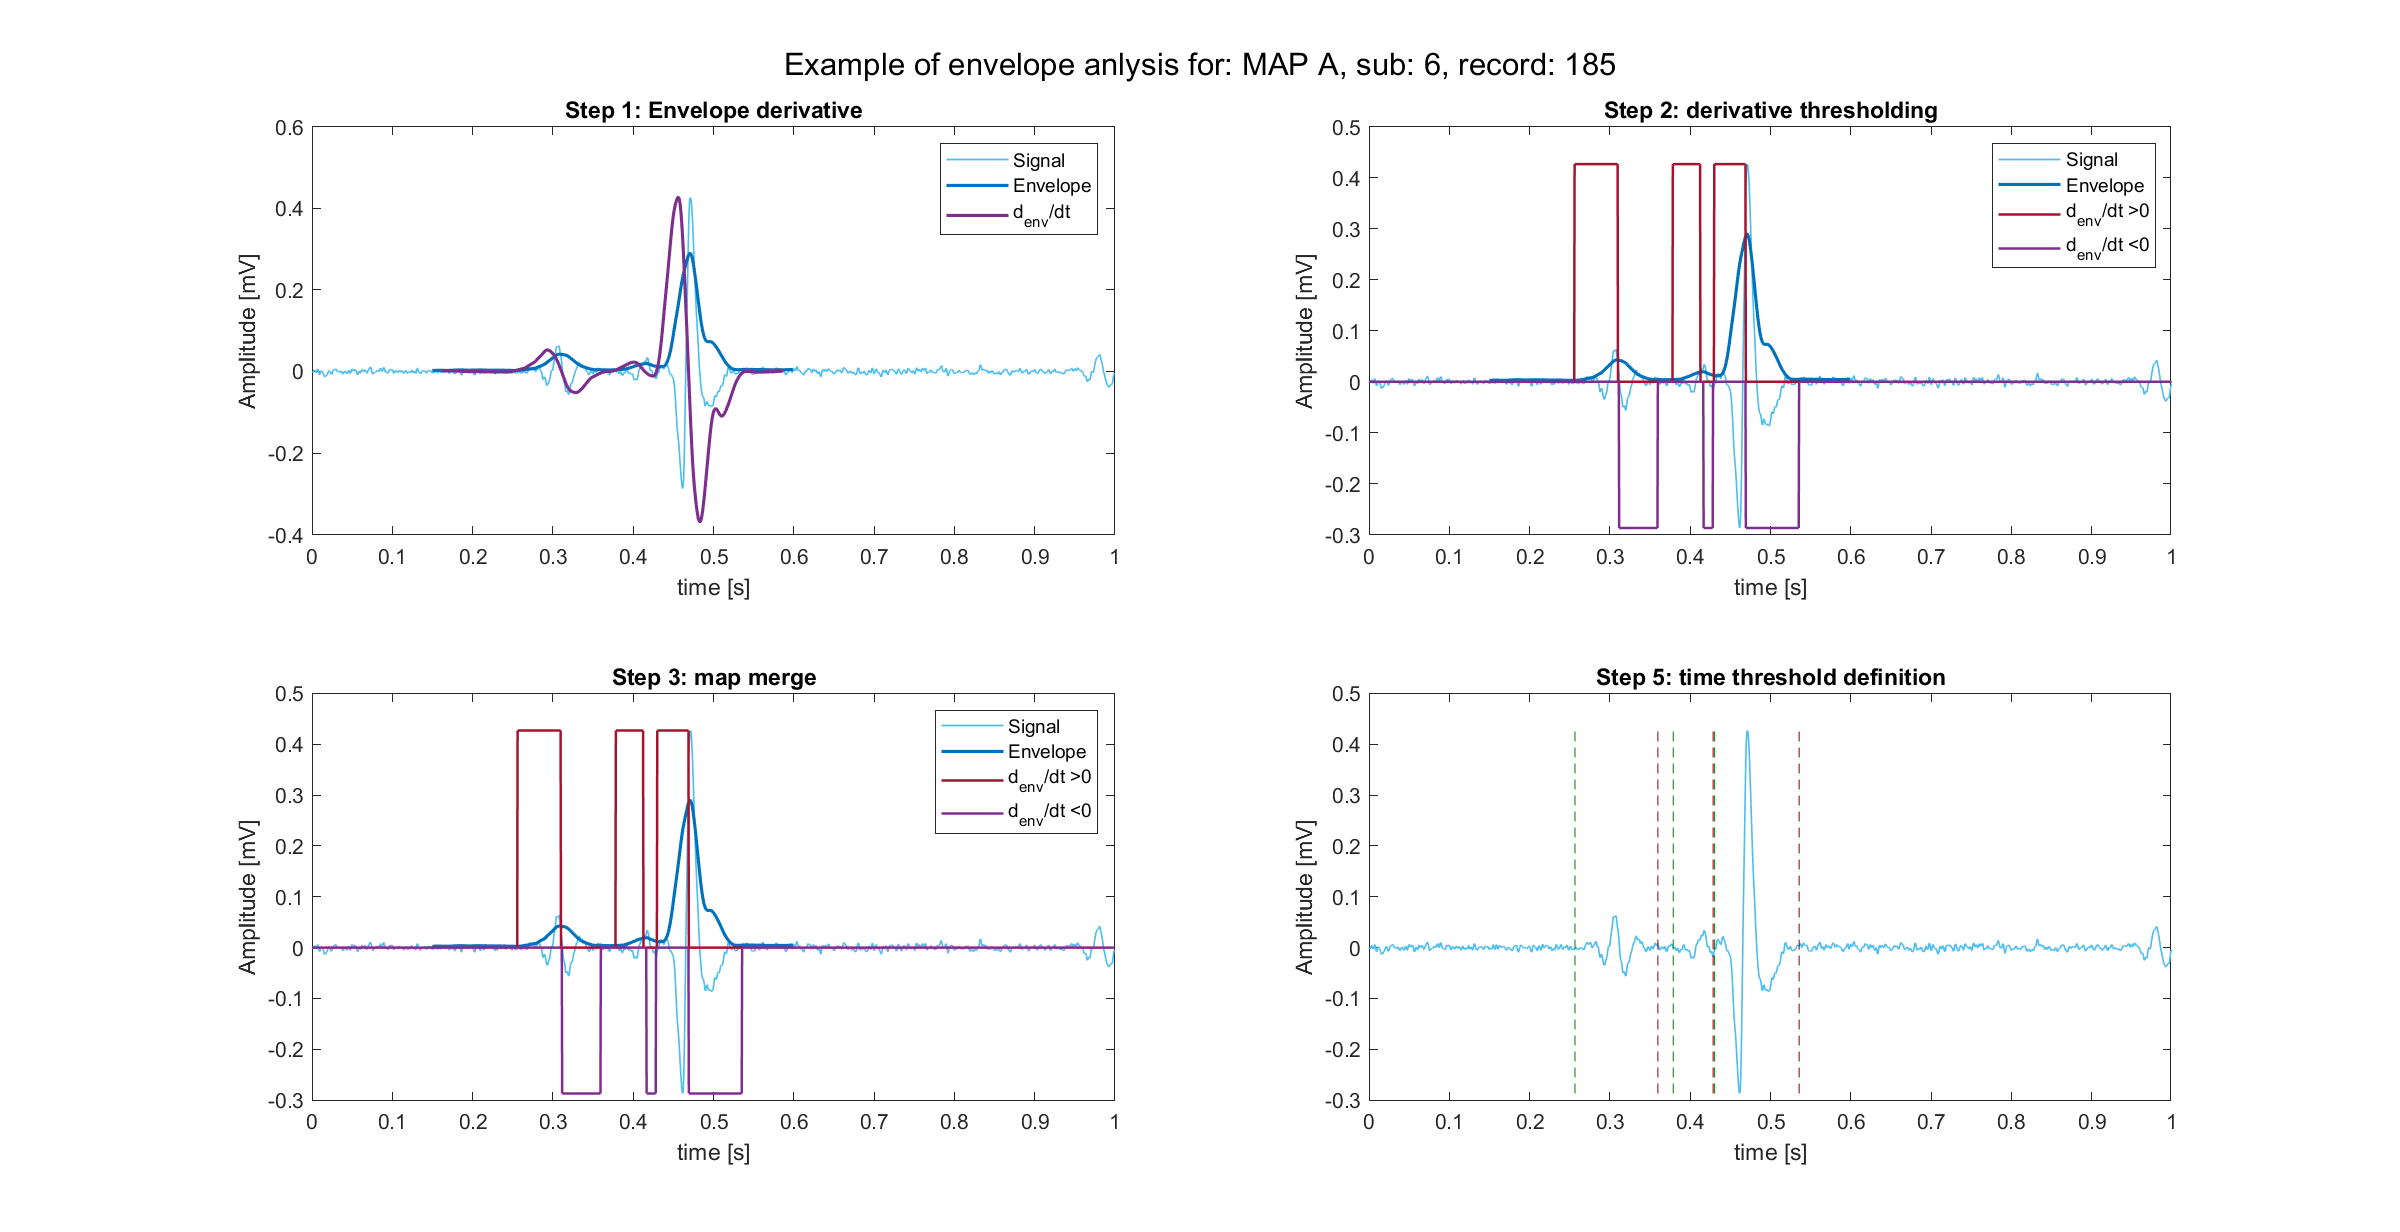 Example of envelope anlysis for: MAP A, sub: 6, record: 185
Step 1: Envelope derivative
Amplitude [mV]
0.6
0.4
0.2
0
-0.2
-0.4
0 0.1 0.2 0.3 0.4 0.5 0.6 0.7 0.8 0.9 1
time [s]
Signal
Envelope
d_env/dt
Step 2: derivative thresholding
Amplitude [mV]
0.5
0.4
0.3
0.2
0.1
0
-0.1
-0.2
-0.3
0 0.1 0.2 0.3 0.4 0.5 0.6 0.7 0.8 0.9 1
time [s]
Signal
Envelope
d_env/dt >0
d_env/dt <0
Step 3: map merge
Amplitude [mV]
0.5
0.4
0.3
0.2
0.1
0
-0.1
-0.2
-0.3
0 0.1 0.2 0.3 0.4 0.5 0.6 0.7 0.8 0.9 1
time [s]
Signal
Envelope
d_env/dt >0
d_env/dt <0
Step 5: time threshold definition
Amplitude [mV]
0.5
0.4
0.3
0.2
0.1
0
-0.1
-0.2
-0.3
0 0.1 0.2 0.3 0.4 0.5 0.6 0.7 0.8 0.9 1
time [s]